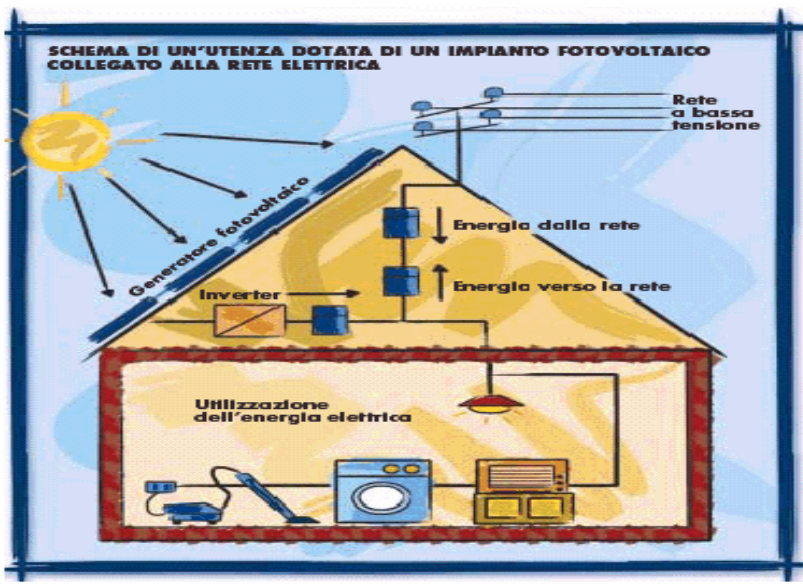 SCHEMA DI UN'UTENZA DOTATA DI UN IMPIANTO FOTOVOLTAICO
COLLEGATO ALLA RETE ELETTRICA
Rete
a bassa
tensione
Generatore fotovoltaico
Energia dalla rete
Energia verso la rete
Inverter
Utilizzazione
dell'energia elettrica